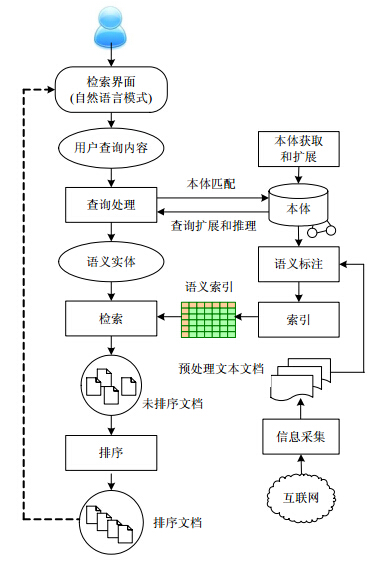 检索界面
(自然语言模式)
用户查询内容
本体获取
和扩展
本体匹配
查询处理
本体
查询扩展和推理
语义实体
语义标注
语义索引
检索
索引
预处理文本文档
未排序文档
信息采集
排序
互联网
排序文档